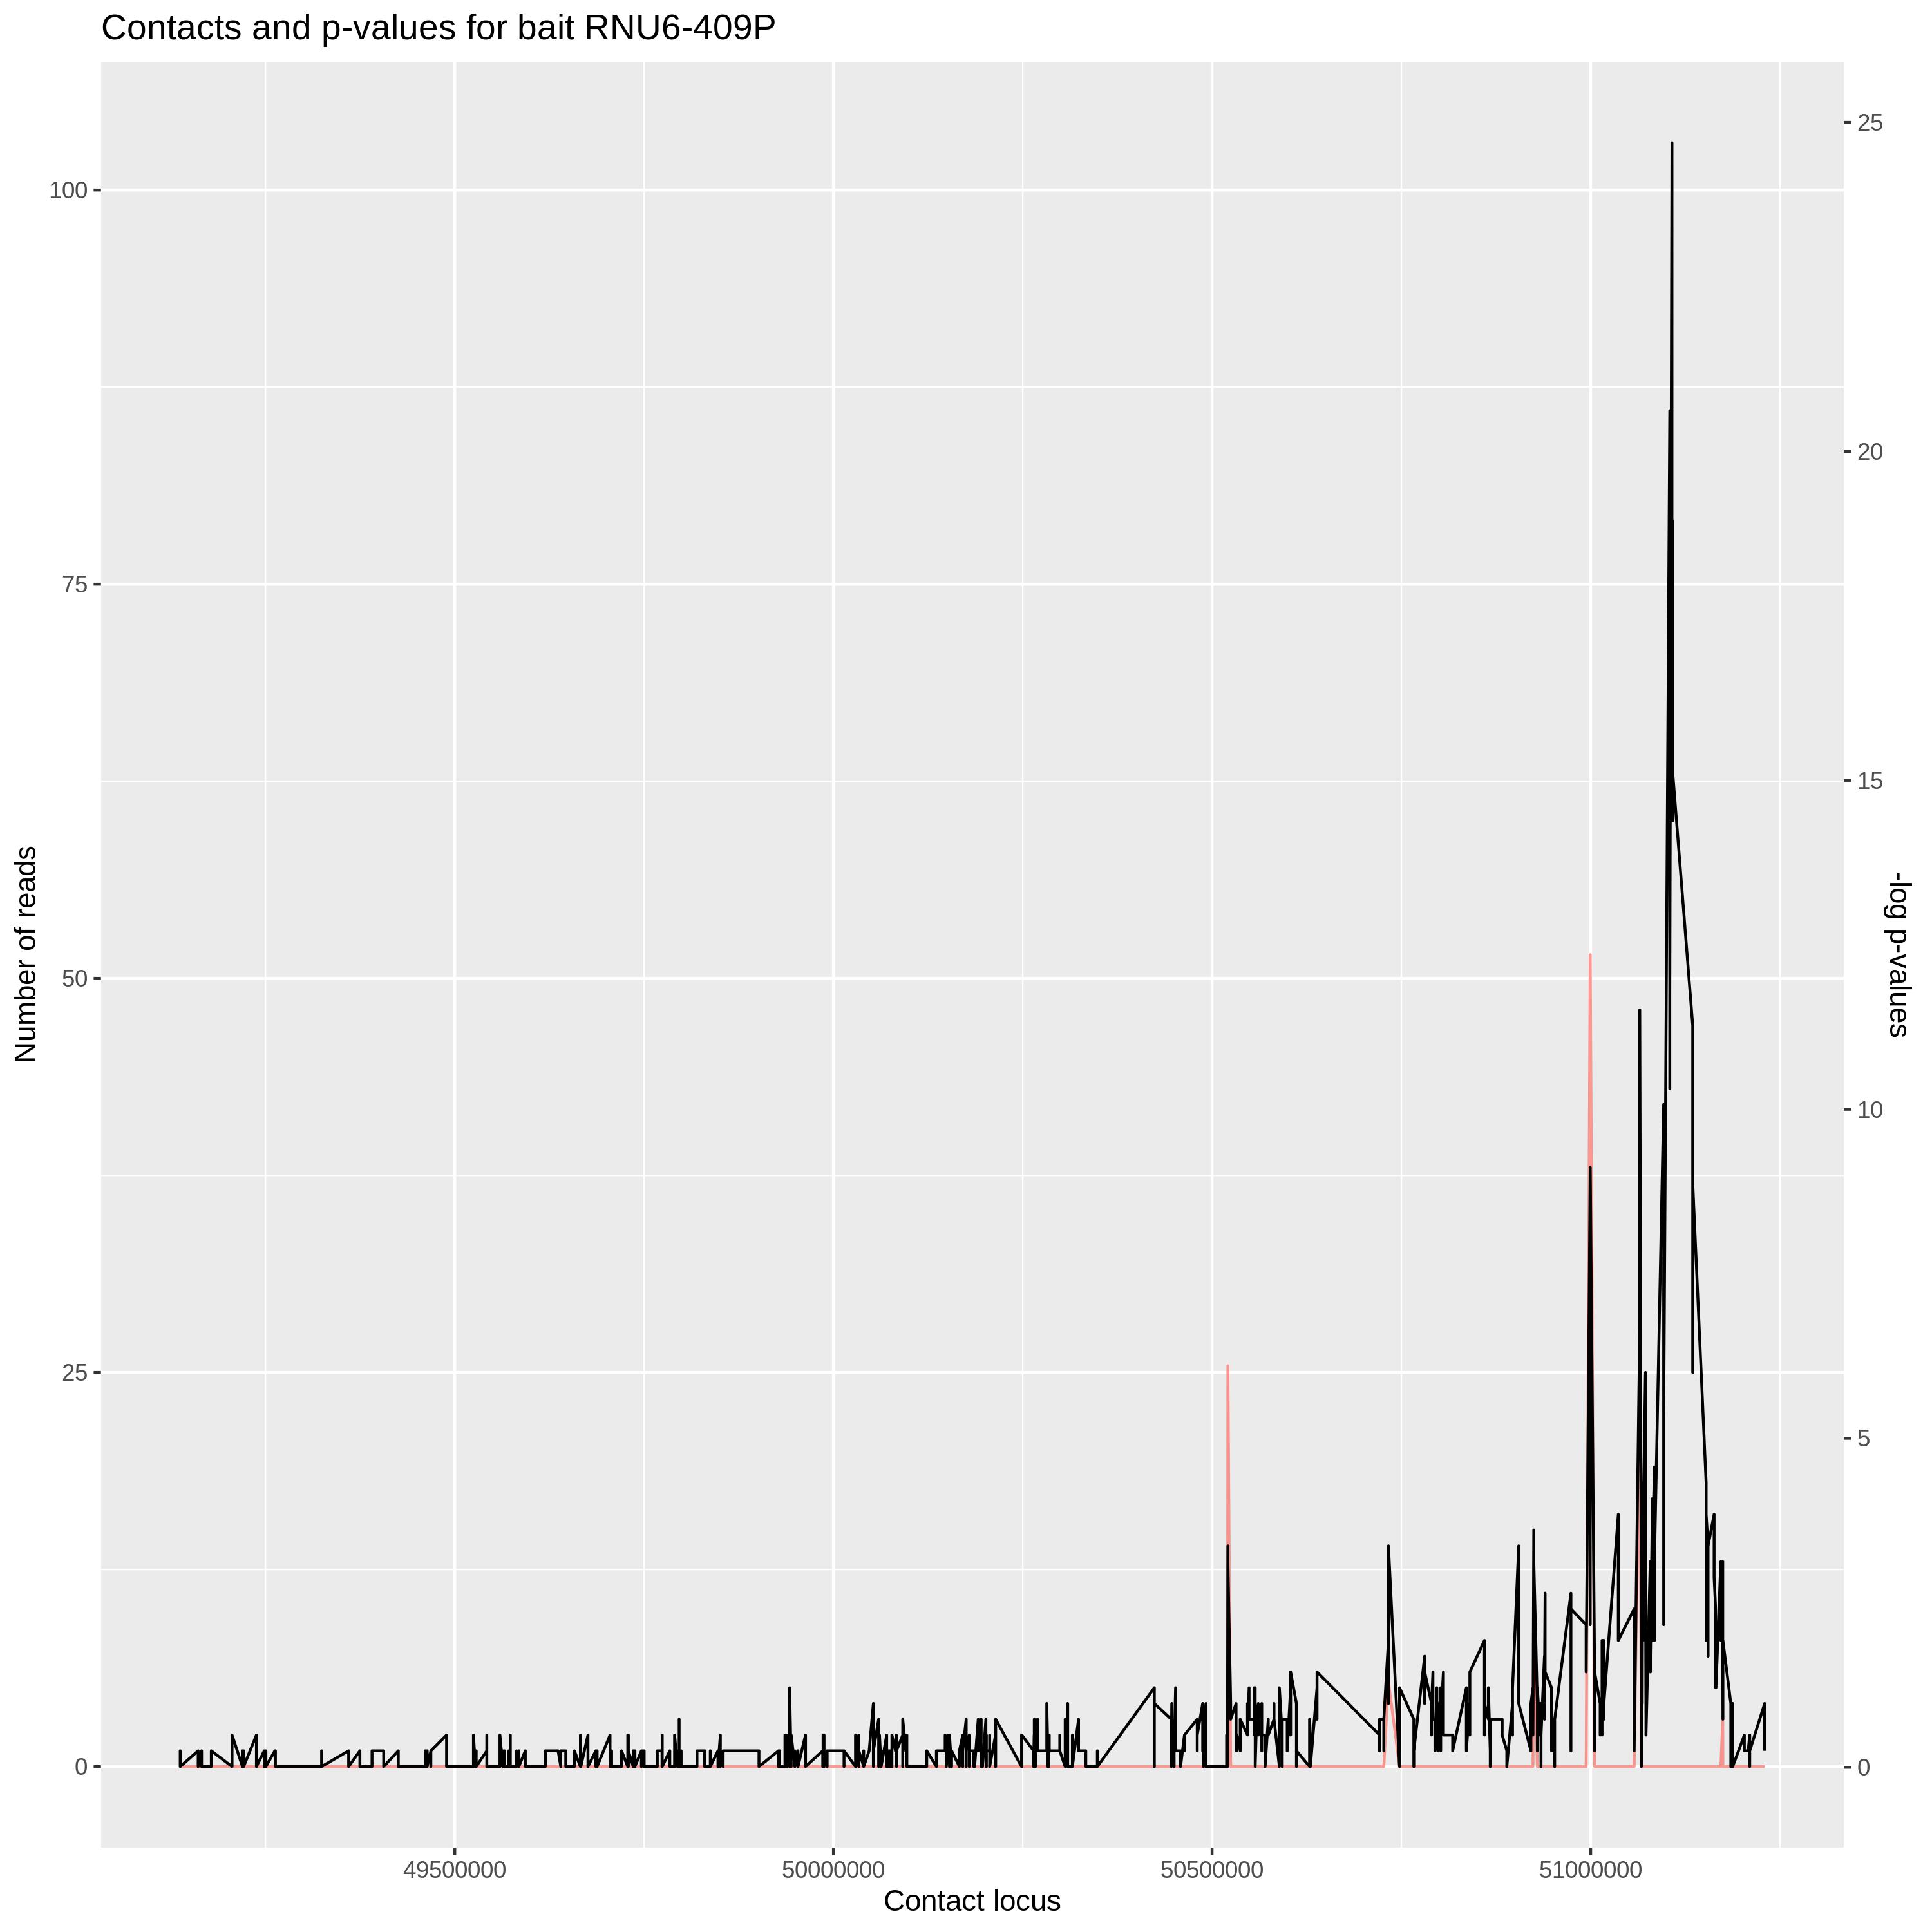 Contacts and p-values for bait RNU6-409P
100
75
50
25
0
Number of reads
25
20
15
10
5
0
-log p-values
49500000 50000000 50500000 51000000
Contact locus